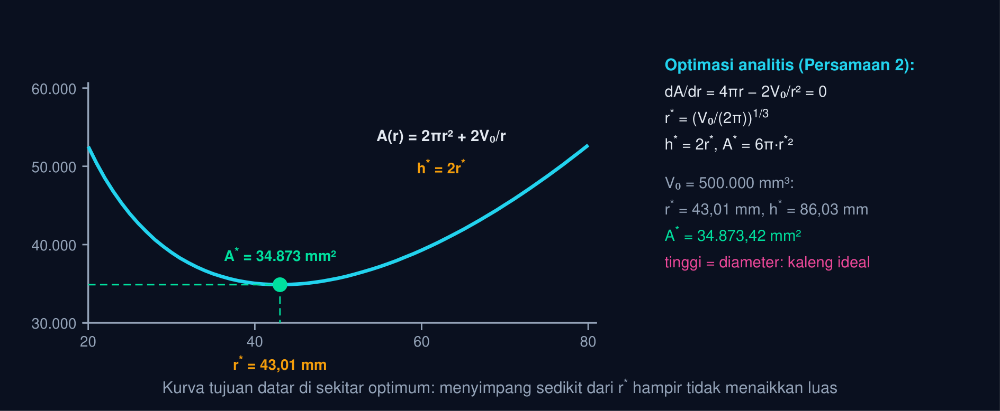 60.000
50.000
40.000
30.000
20
40
60
80
A(r) = 2πr² + 2V₀/r
h* = 2r*
A* = 34.873 mm²
r* = 43,01 mm
Optimasi analitis (Persamaan 2):
dA/dr = 4πr − 2V₀/r² = 0
r* = (V₀/(2π))^1/3
h* = 2r*, A* = 6π·r*²
V₀ = 500.000 mm³:
r* = 43,01 mm, h* = 86,03 mm
A* = 34.873,42 mm²
tinggi = diameter: kaleng ideal
Kurva tujuan datar di sekitar optimum: menyimpang sedikit dari r* hampir tidak menaikkan luas